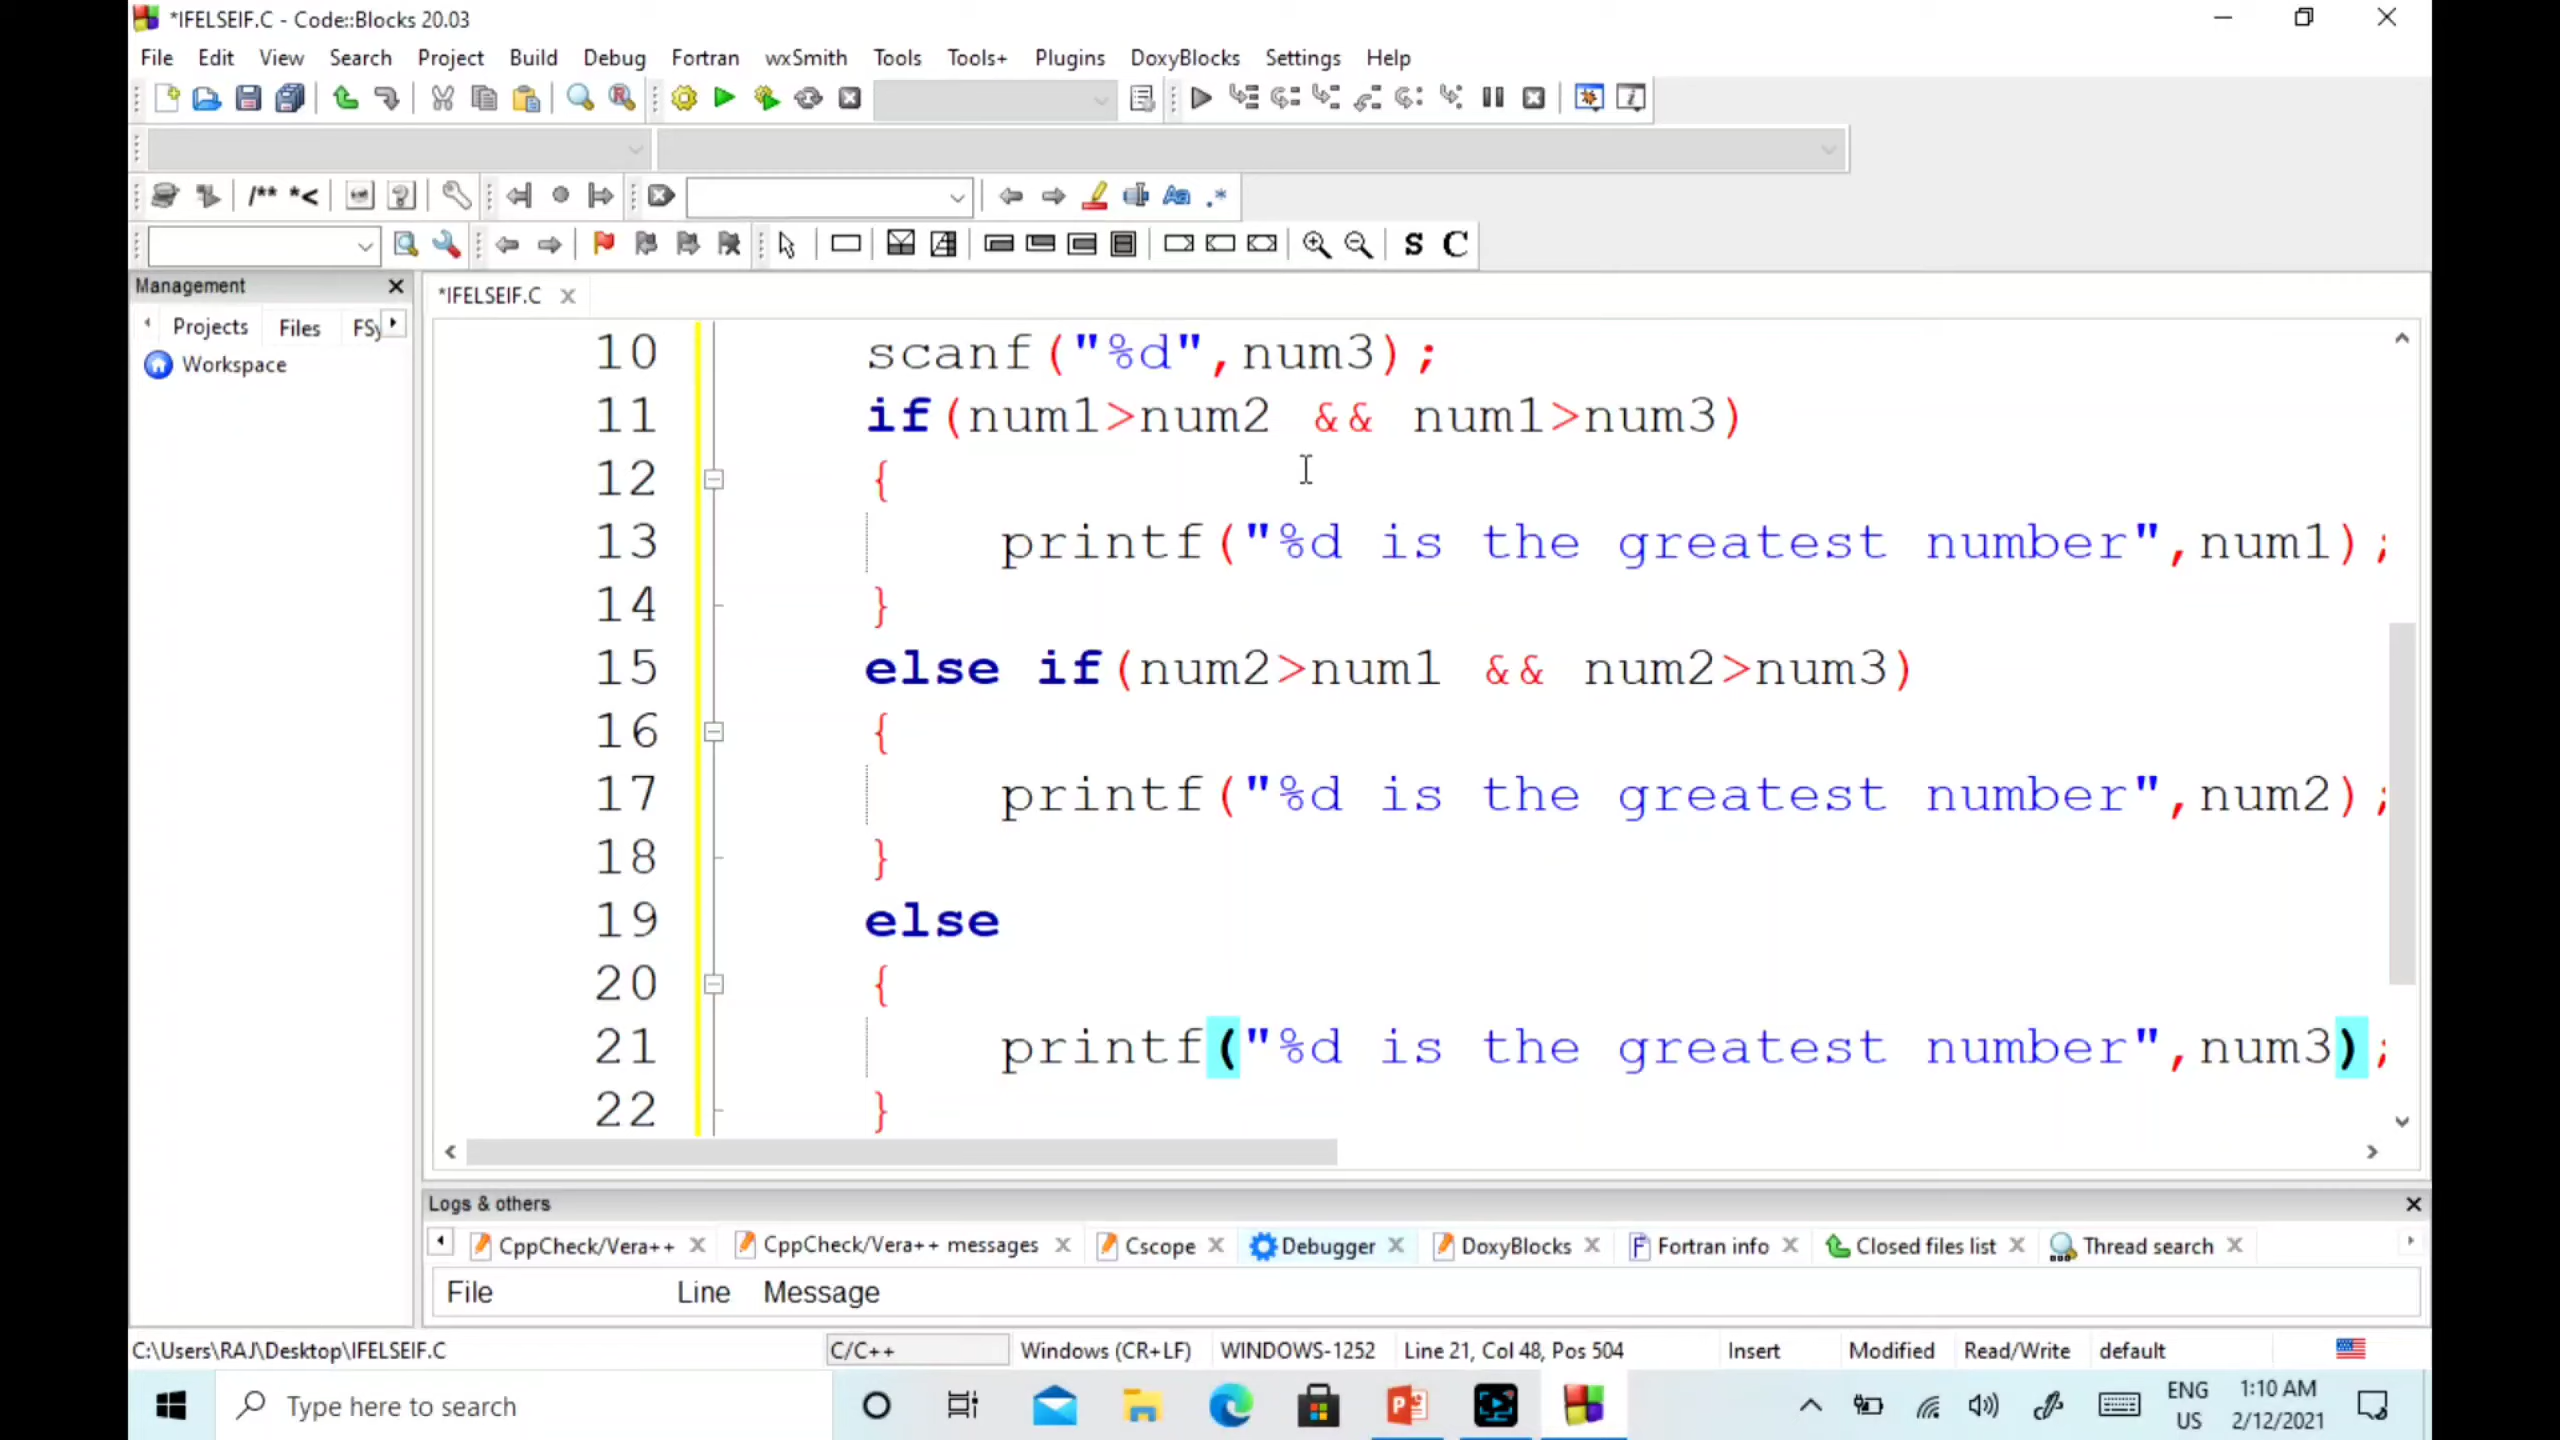 *IFELSEIF.C - Code::Blocks 20.03
File Edit View Search Project Build Debug Fortran wxSmith Tools Tools+ Plugins DoxyBlocks Settings Help
/** *<
Aa .*
S C
Management
Projects Files FSy
Workspace
*IFELSEIF.C
10 scanf("%d",num3);
11 if(num1>num2 && num1>num3)
12 {
13 printf("%d is the greatest number",num1);
14 }
15 else if(num2>num1 && num2>num3)
16 {
17 printf("%d is the greatest number",num2);
18 }
19 else
20 {
21 printf("%d is the greatest number",num3);
22 }
Logs & others
CppCheck/Vera++ CppCheck/Vera++ messages Cscope Debugger DoxyBlocks Fortran info Closed files list Thread search
File Line Message
C:\Users\RAJ\Desktop\IFELSEIF.C C/C++ Windows (CR+LF) WINDOWS-1252 Line 21, Col 48, Pos 504 Insert Modified Read/Write default
Type here to search
ENG
US
1:10 AM
2/12/2021